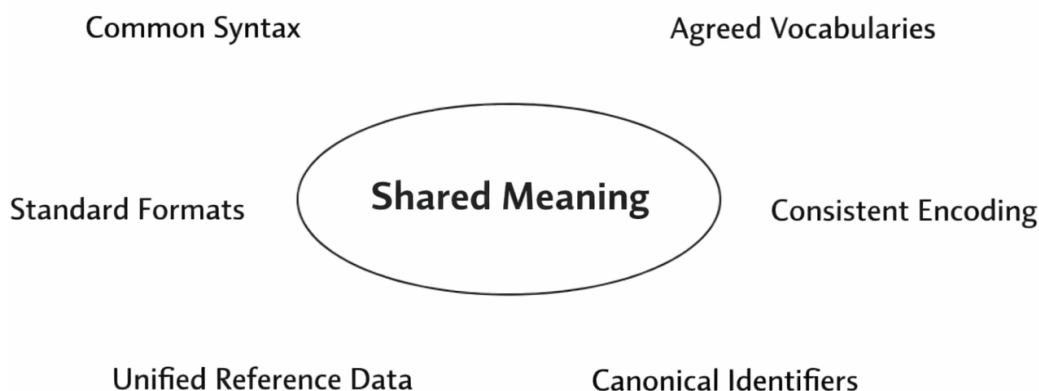 Common Syntax
Agreed Vocabularies
Standard Formats
Shared Meaning
Consistent Encoding
Unified Reference Data
Canonical Identifiers